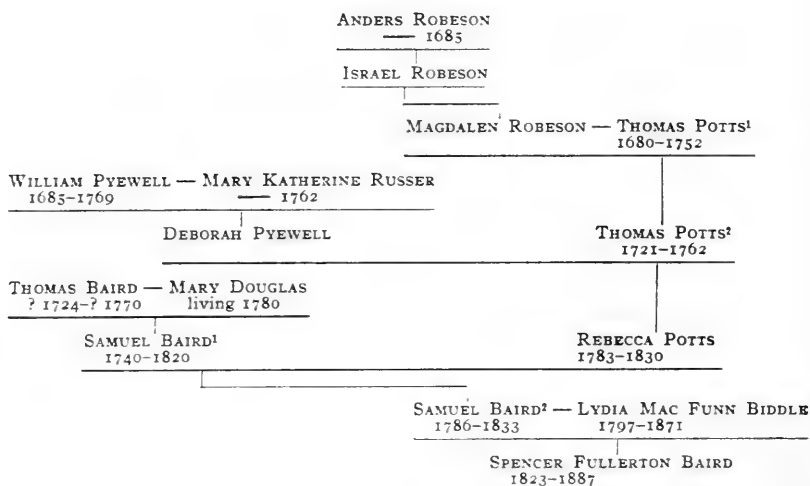 ANDERS ROBESON
— 1685
ISRAEL ROBESON
MAGDALEN ROBESON — THOMAS POTTS¹
1680–1752
WILLIAM PYEWELL — MARY KATHERINE RUSSER
1685–1769 — 1762
DEBORAH PYEWELL THOMAS POTTS²
1721–1762
THOMAS BAIRD — MARY DOUGLAS
? 1724–? 1770 living 1780
SAMUEL BAIRD¹ REBECCA POTTS
1740–1820 1783–1830
SAMUEL BAIRD² — LYDIA MAC FUNN BIDDLE
1786–1833 1797–1871
SPENCER FULLERTON BAIRD
1823–1887